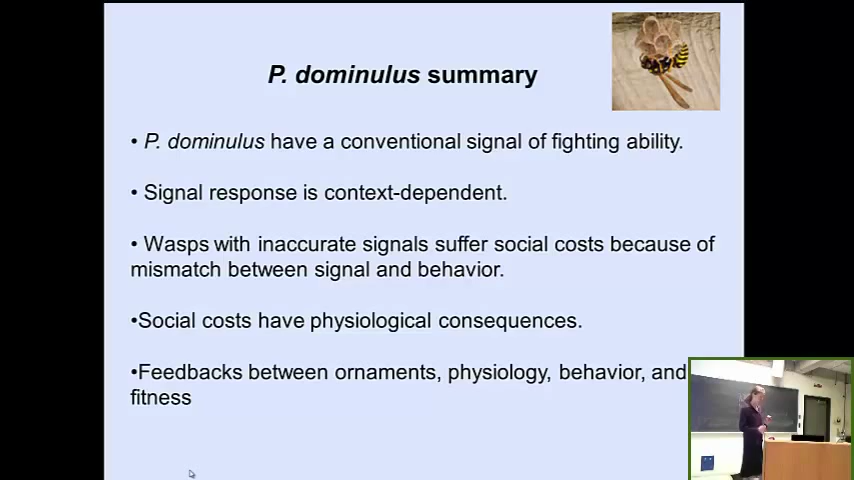 P. dominulus summary
• P. dominulus have a conventional signal of fighting ability.
• Signal response is context-dependent.
• Wasps with inaccurate signals suffer social costs because of
mismatch between signal and behavior.
•Social costs have physiological consequences.
•Feedbacks between ornaments, physiology, behavior, and
fitness